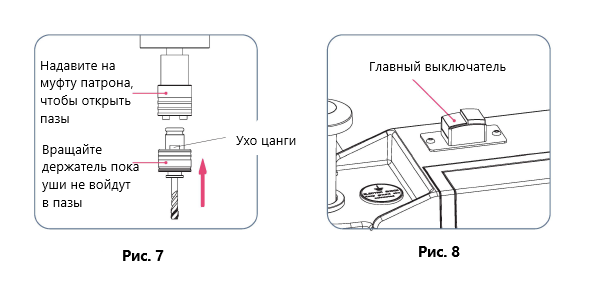 Надавите на
муфту патрона,
чтобы открыть
пазы
Ухо цанги
Вращайте
держатель пока
уши не войдут
в пазы
Рис. 7
Главный выключатель
Рис. 8